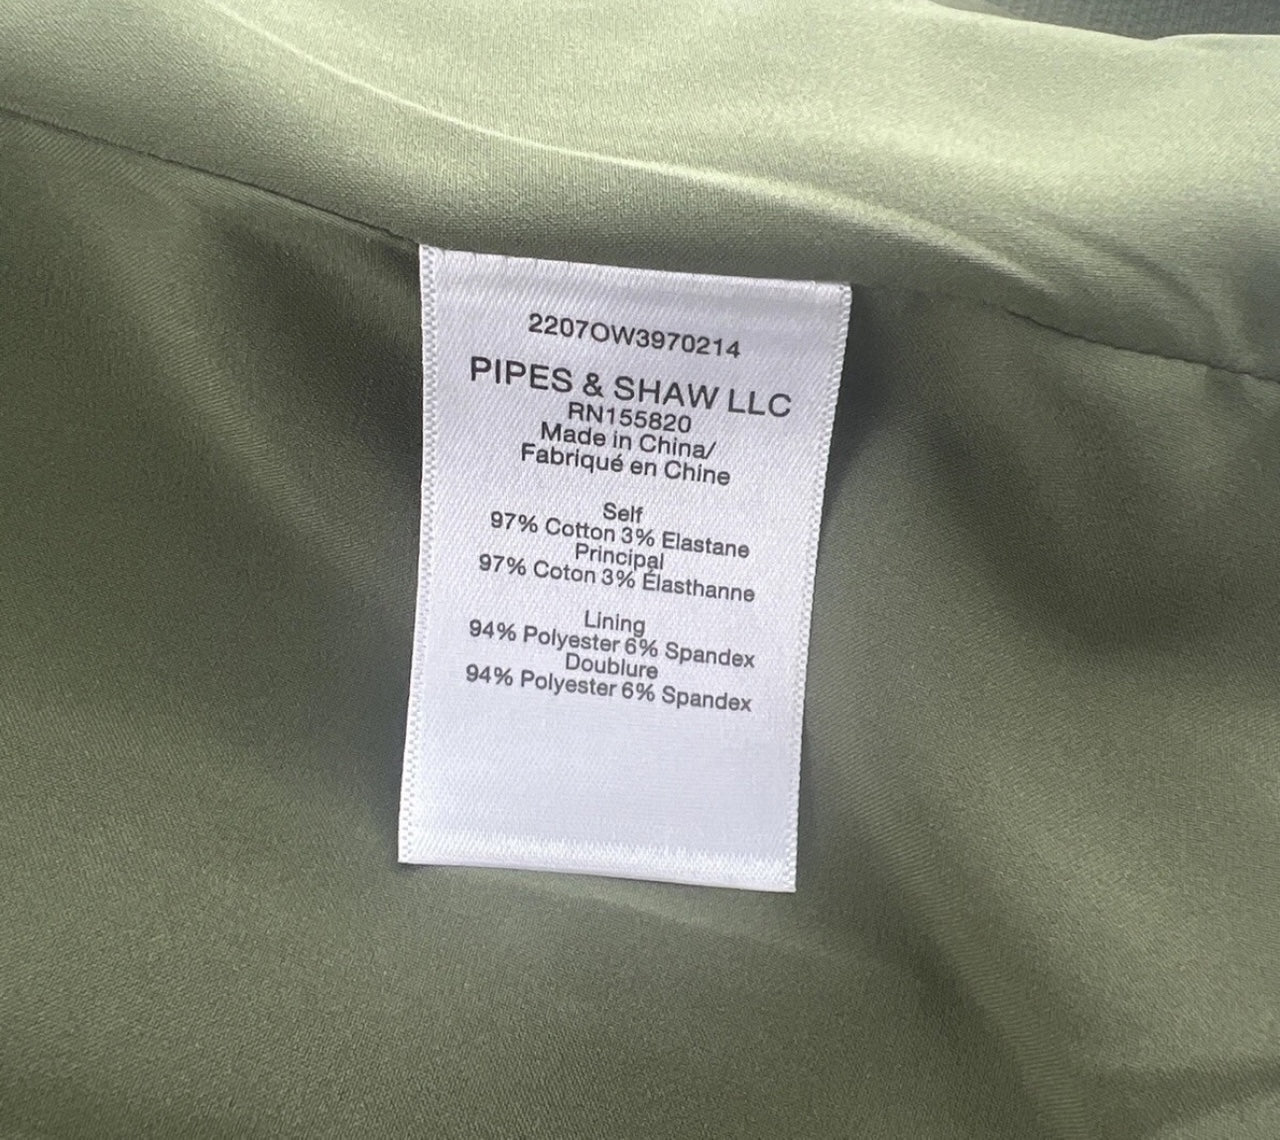 2207OW3970214
PIPES & SHAW LLC
RN155820
Made in China/
Fabriqué en Chine
Self
97% Cotton 3% Elastane
Principal
97% Coton 3% Élasthanne
Lining
94% Polyester 6% Spandex
Doublure
94% Polyester 6% Spandex